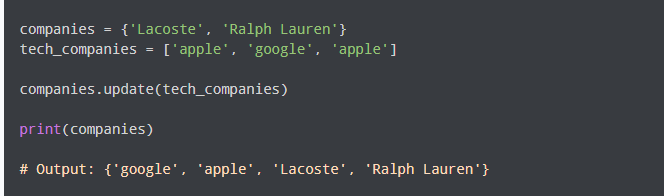 companies = {'Lacoste', 'Ralph Lauren'}
tech_companies = ['apple', 'google', 'apple']
companies.update(tech_companies)
print(companies)
# Output: {'google', 'apple', 'Lacoste', 'Ralph Lauren'}